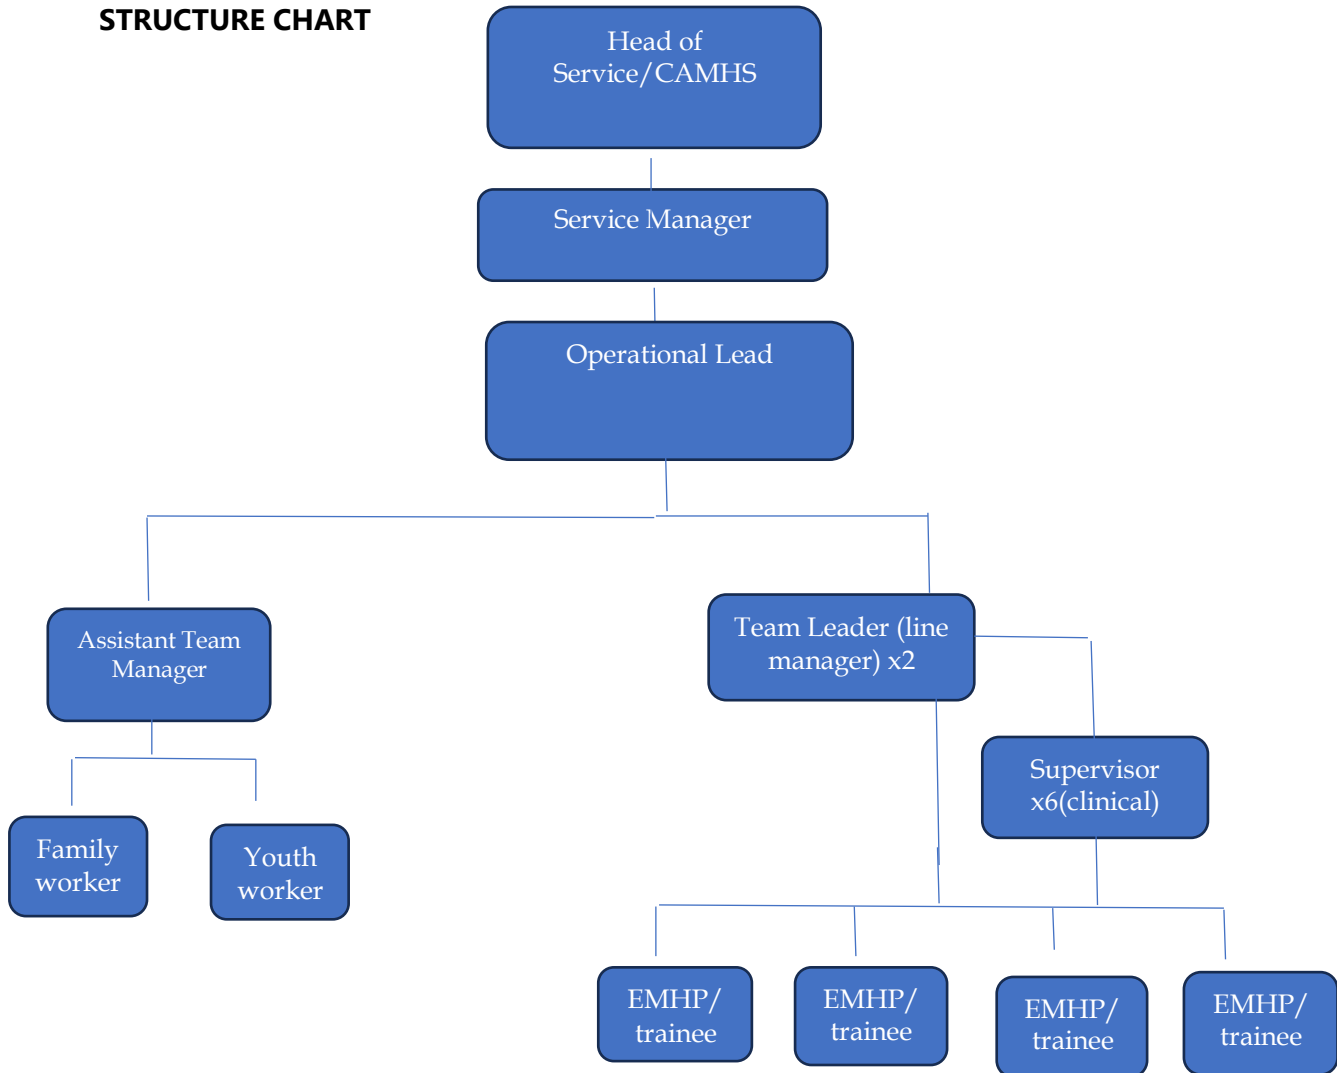 STRUCTURE CHART
Head of
Service/CAMHS
Service Manager
Operational Lead
Assistant Team
Manager
Team Leader (line
manager) x2
Supervisor
x6(clinical)
Family
worker
Youth
worker
EMHP/
trainee
EMHP/
trainee
EMHP/
trainee
EMHP/
trainee